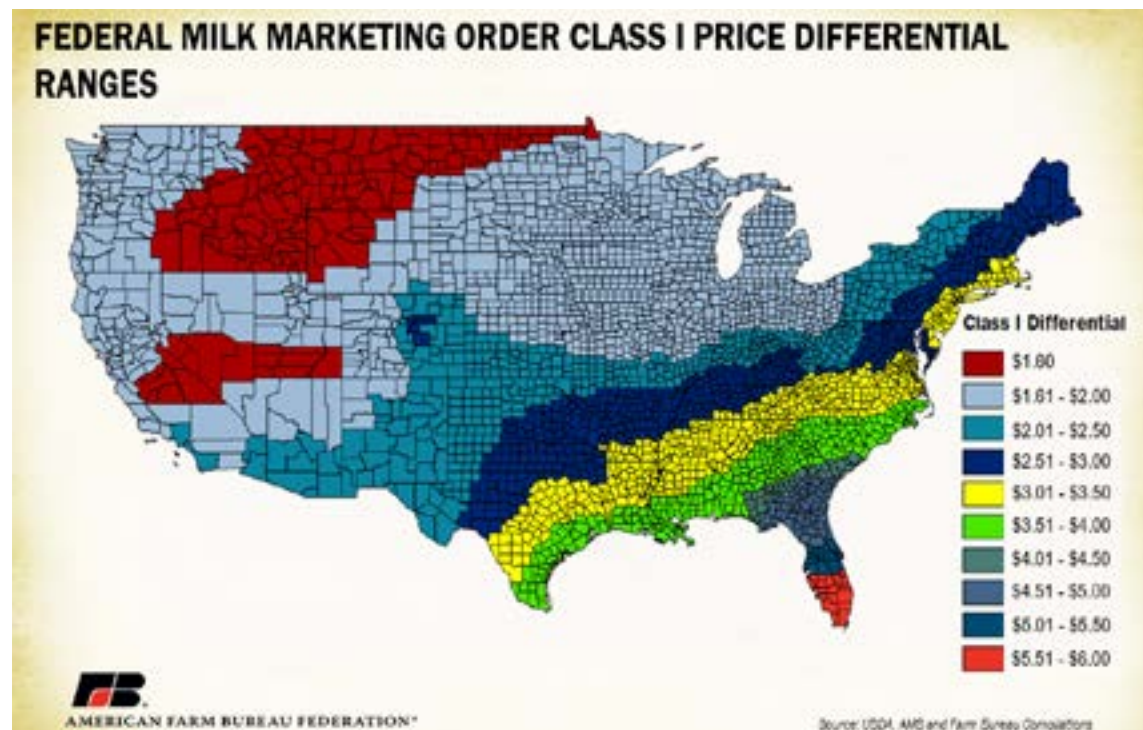 FEDERAL MILK MARKETING ORDER CLASS I PRICE DIFFERENTIAL
RANGES
Class I Differential
$1.60
$1.61 - $2.00
$2.01 - $2.50
$2.51 - $3.00
$3.01 - $3.50
$3.51 - $4.00
$4.01 - $4.50
$4.51 - $5.00
$5.01 - $5.50
$5.51 - $6.00
FB
AMERICAN FARM BUREAU FEDERATION®
Source: USDA, AMS and Farm Bureau Compilations